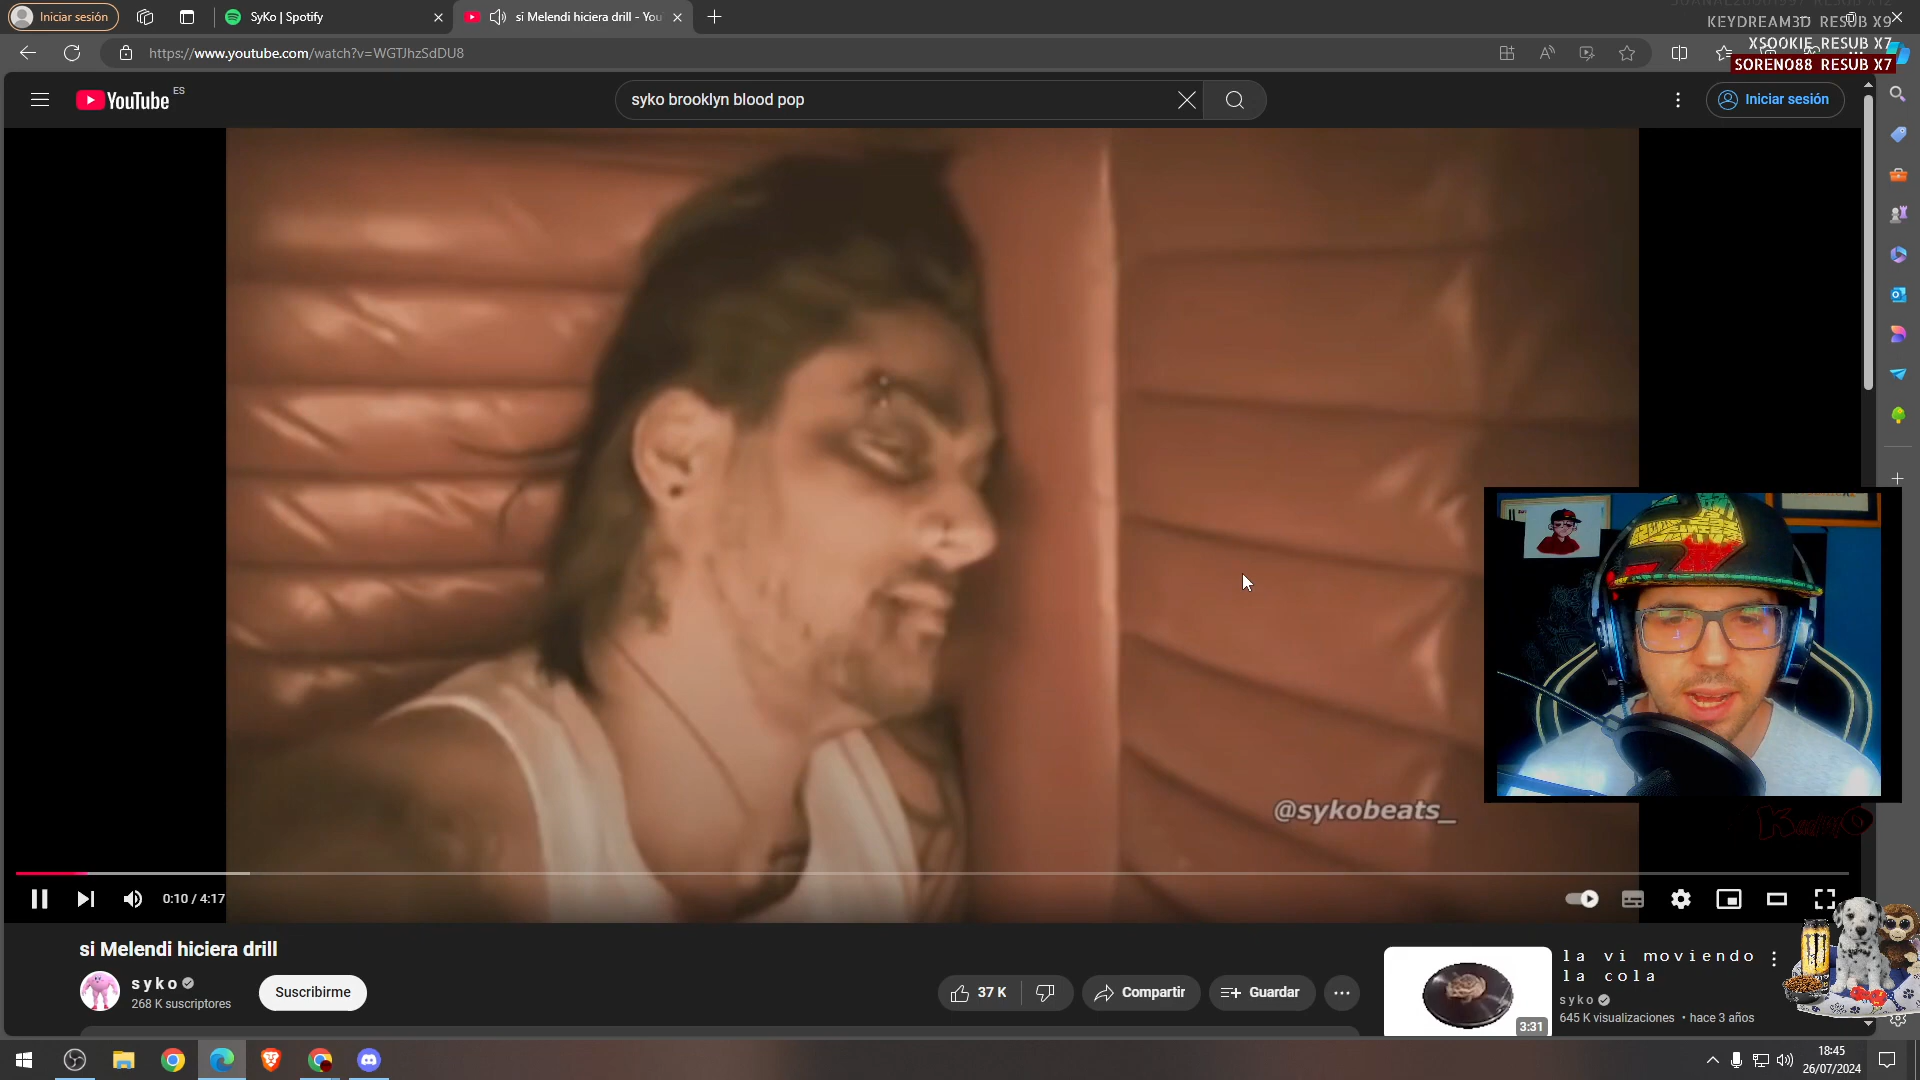 Iniciar sesión
SyKo | Spotify
si Melendi hiciera drill - You
KEYDREAM3D RESUB X9
XSOOKIE RESUB X7
SOREN088 RESUB X7
https://www.youtube.com/watch?v=WGTJhzSdDU8
YouTube ES
syko brooklyn blood pop
Iniciar sesión
@sykobeats_
0:10 / 4:17
si Melendi hiciera drill
syko
268 K suscriptores
Suscribirme
37 K
Compartir
Guardar
3:31
la vi moviendo
la cola
syko
645 K visualizaciones • hace 3 años
18:45
26/07/2024